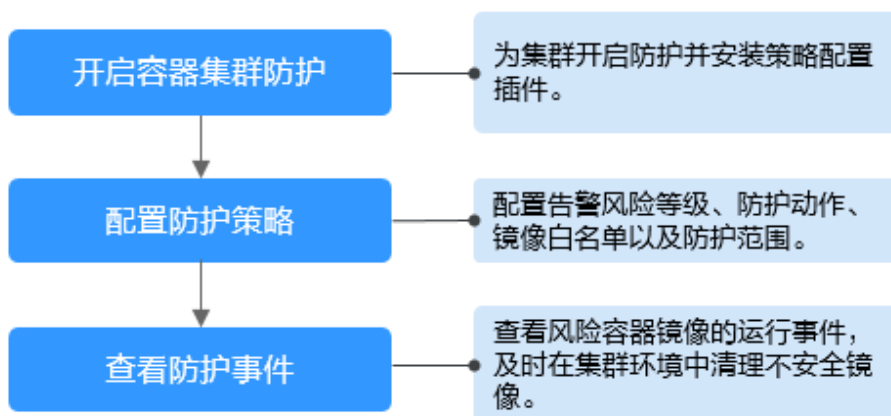 开启容器集群防护
为集群开启防护并安装策略配置
插件。
配置防护策略
配置告警风险等级、防护动作、
镜像白名单以及防护范围。
查看防护事件
查看风险容器镜像的运行事件，
及时在集群环境中清理不安全镜
像。